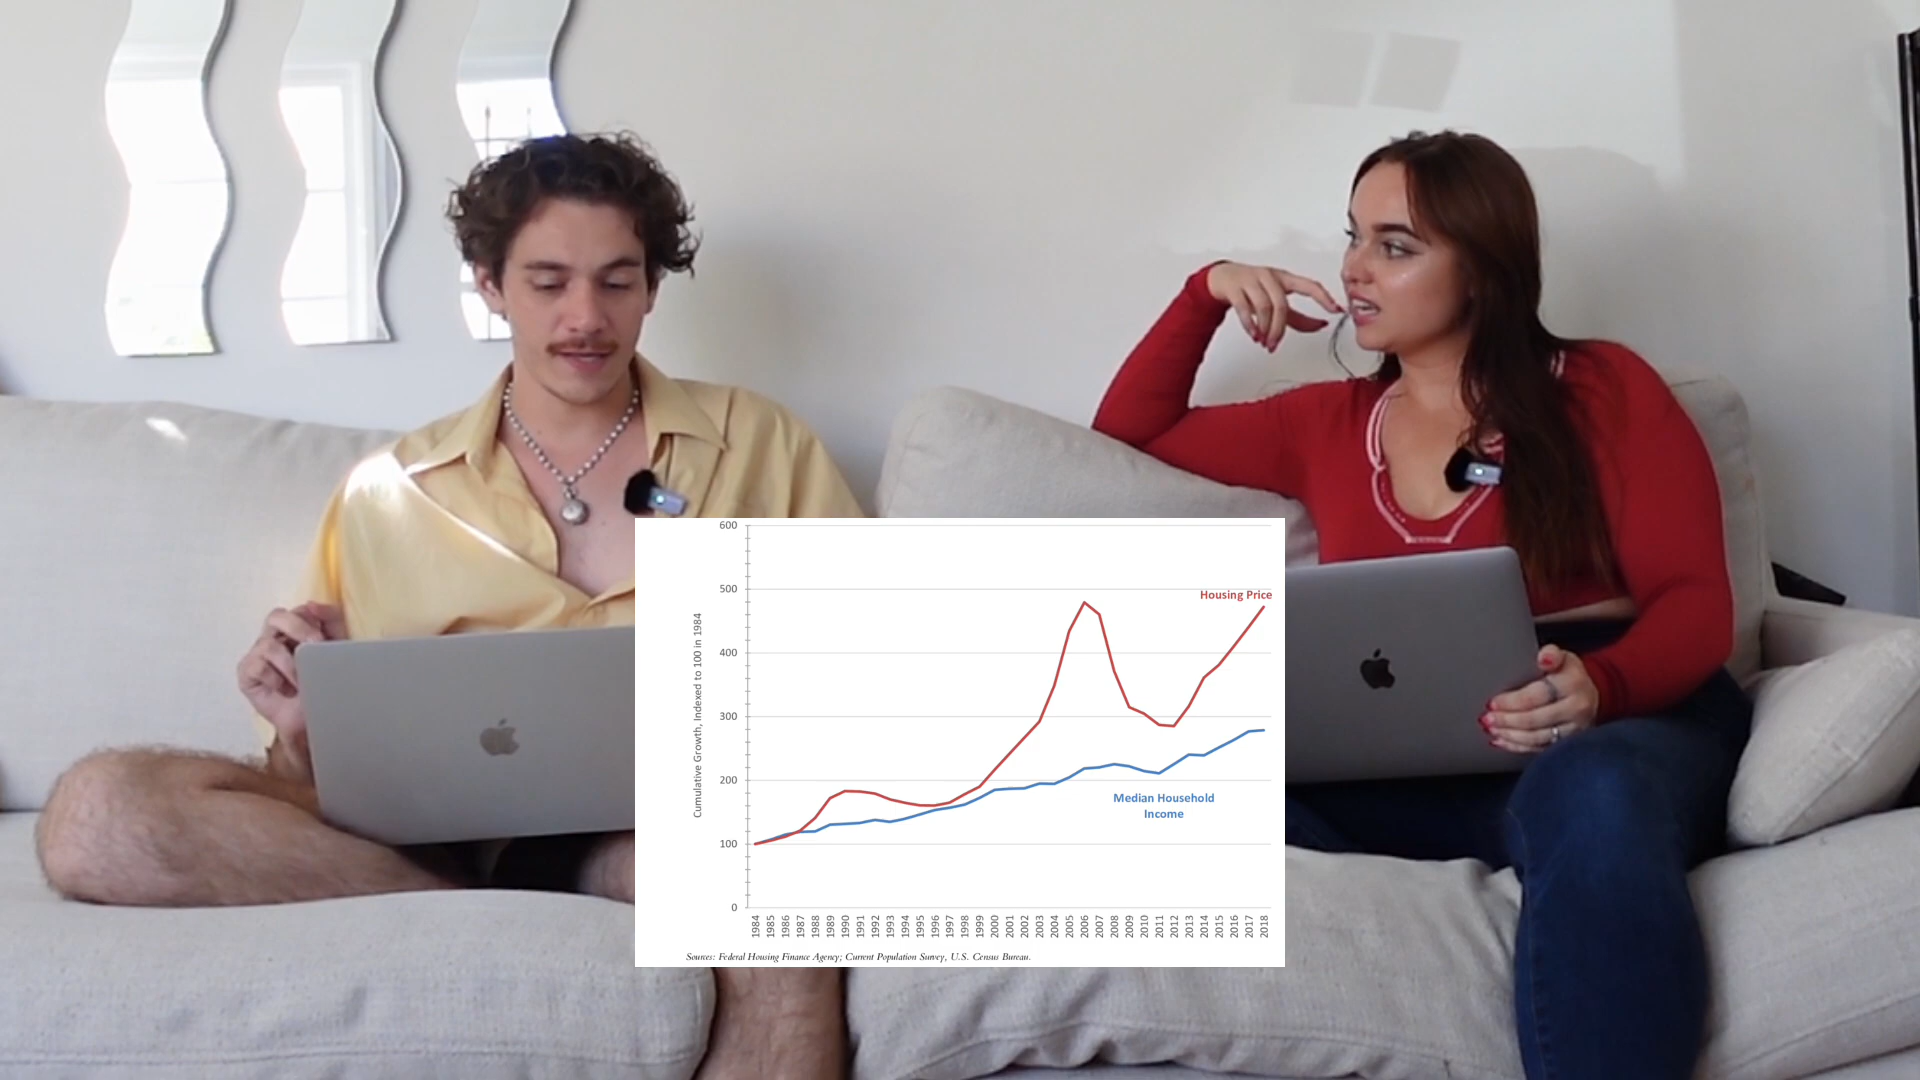 600
500
Housing Price
400
300
200
Median Household
Income
100
0
Cumulative Growth, Indexed to 100 in 1984
1984 1985 1986 1987 1988 1989 1990 1991 1992 1993 1994 1995 1996 1997 1998 1999 2000 2001 2002 2003 2004 2005 2006 2007 2008 2009 2010 2011 2012 2013 2014 2015 2016 2017 2018
Sources: Federal Housing Finance Agency; Current Population Survey, U.S. Census Bureau.